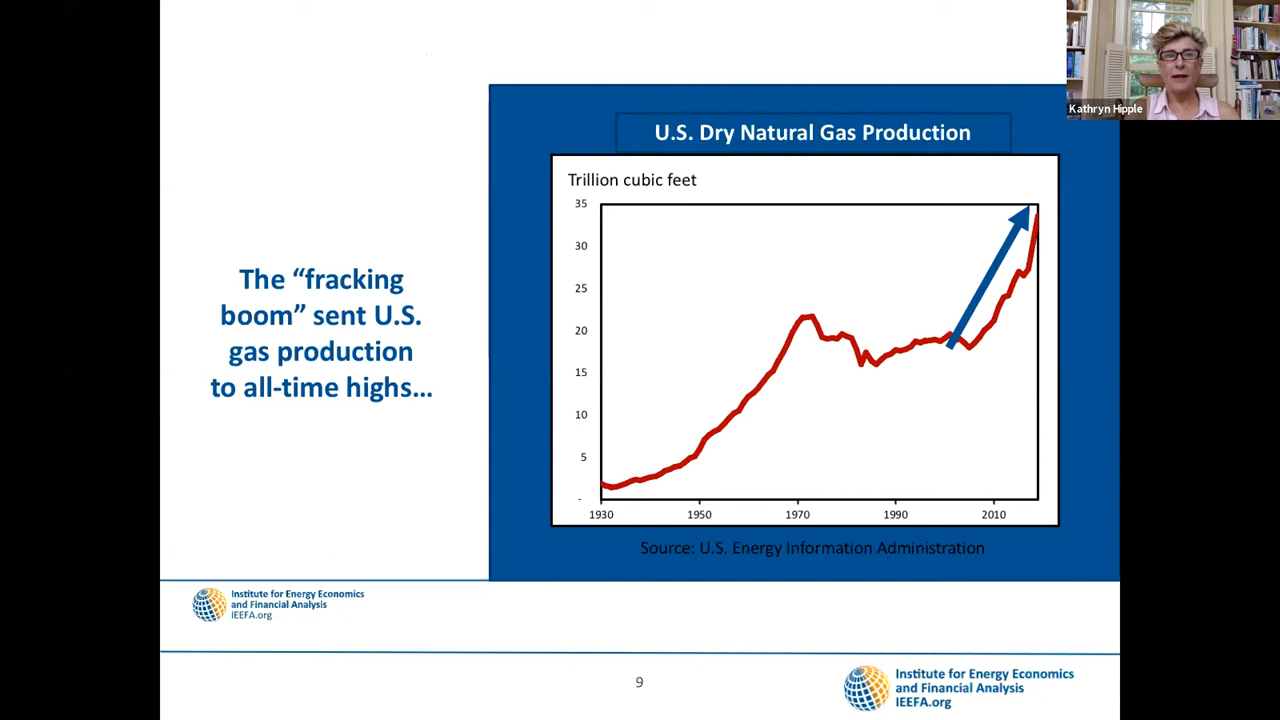 Kathryn Hipple
U.S. Dry Natural Gas Production
Trillion cubic feet
35
30
25
20
15
10
5
-
1930
1950
1970
1990
2010
Source: U.S. Energy Information Administration
The “fracking
boom” sent U.S.
gas production
to all-time highs…
Institute for Energy Economics
and Financial Analysis
IEEFA.org
9
Institute for Energy Economics
and Financial Analysis
IEEFA.org